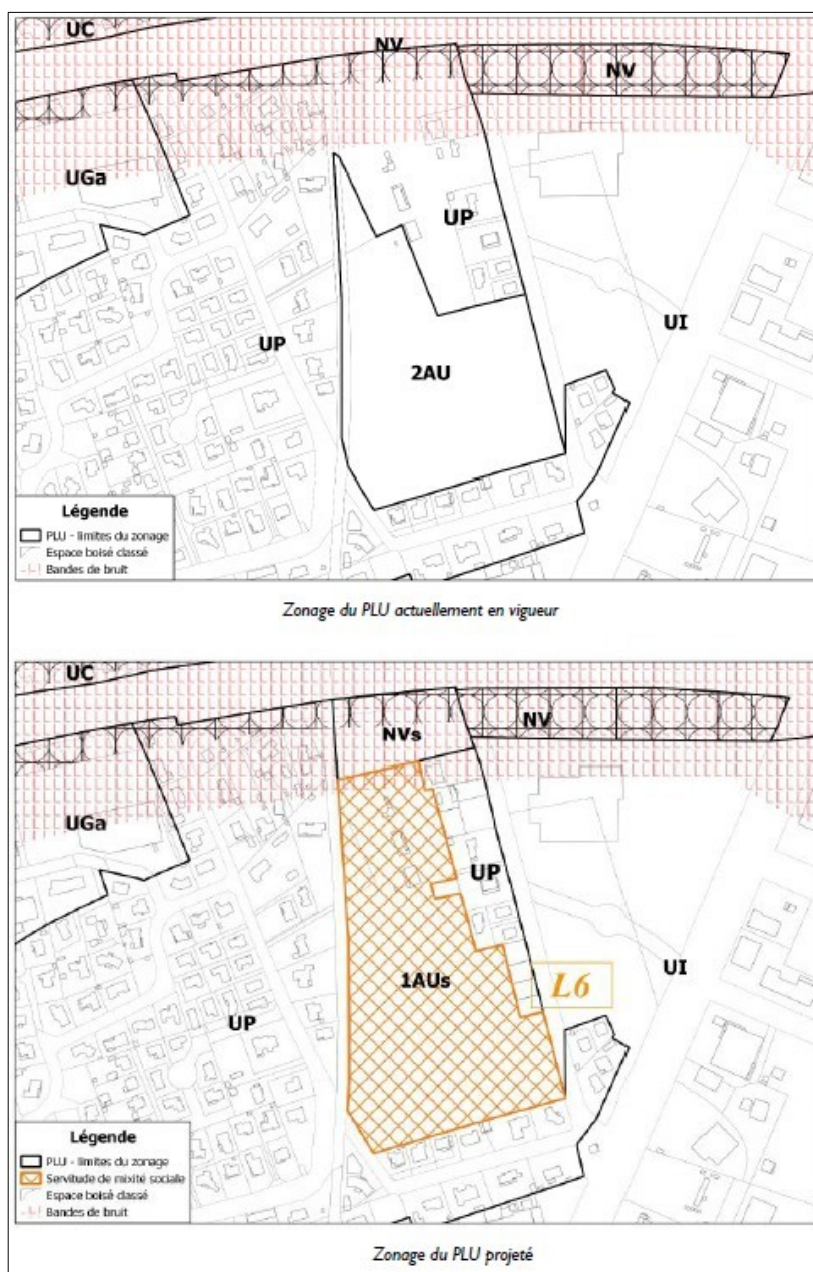 UC
NV
NV
UGa
UP
UP
UI
2AU
Légende
PLU - limites du zonage
Espace boisé classé
Bandes de bruit
Zonage du PLU actuellement en vigueur
UC
NVs
NV
UGa
UP
1AUs
L6
UI
UP
Légende
PLU - limites du zonage
Servitude de mixité sociale
Espace boisé classé
Bandes de bruit
Zonage du PLU projeté